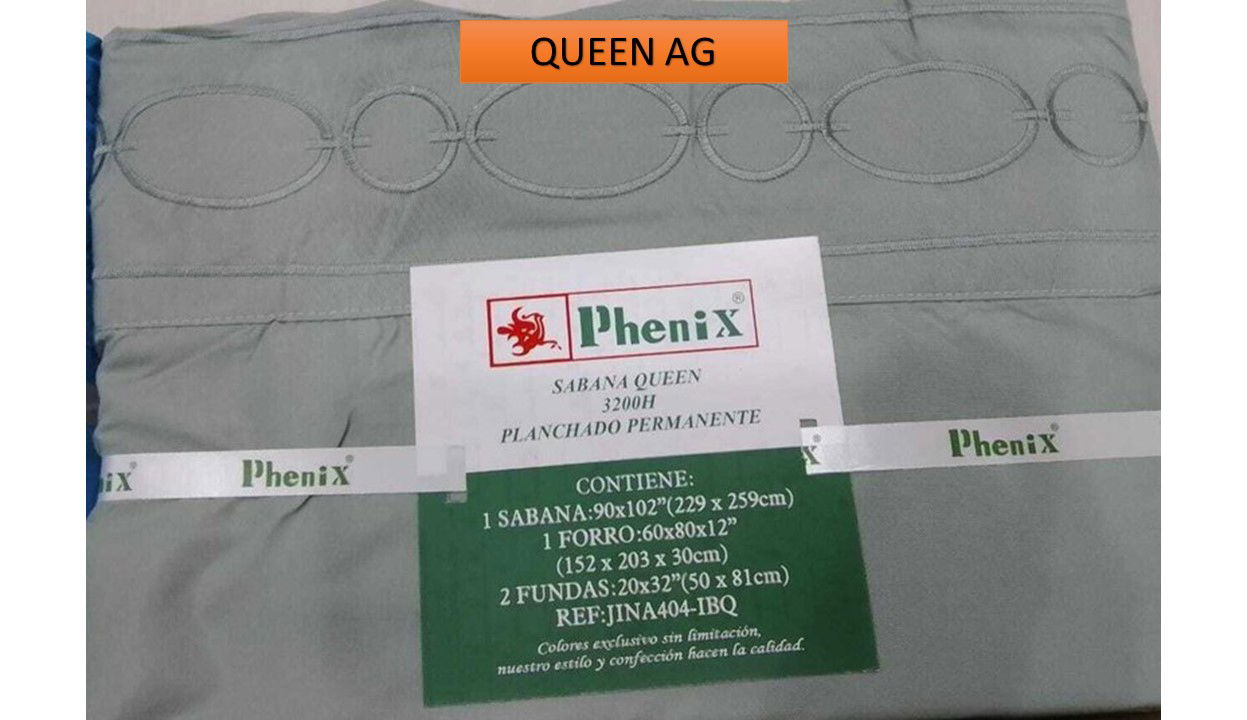 QUEEN AG
PheniX®
SABANA QUEEN
3200H
PLANCHADO PERMANENTE
iX®
PheniX®
X®
PheniX®
CONTIENE:
1 SABANA:90x102”(229 x 259cm)
1 FORRO:60x80x12”
(152 x 203 x 30cm)
2 FUNDAS:20x32”(50 x 81cm)
REF:JINA404-IBQ
Colores exclusivo sin limitación,
nuestro estilo y confección hacen la calidad.